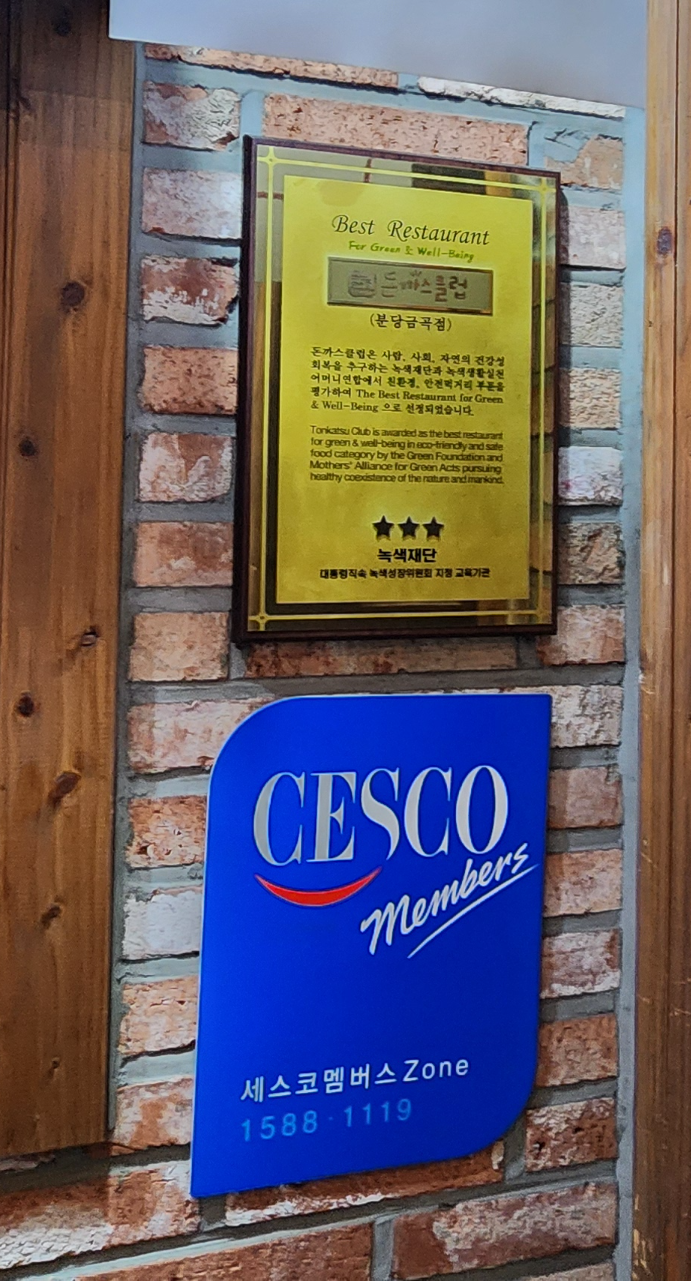 Best Restaurant
For Green & Well-Being
돈까스클럽
(분당금곡점)
돈까스클럽은 사람, 사회, 자연의 건강성
회복을 추구하는 녹색재단과 녹색생활실천
어머니연합에서 친환경, 안전먹거리 부문을
평가하여 The Best Restaurant for Green
& Well-Being 으로 선정되었습니다.
Tonkatsu Club is awarded as the best restaurant
for green & well-being in eco-friendly and safe
food category by the Green Foundation and
Mothers' Alliance for Green Acts pursuing
healthy coexistence of the nature and mankind.
녹색재단
대통령직속 녹색성장위원회 지정 교육기관
CESCO
Members
세스코멤버스Zone
1588·1119